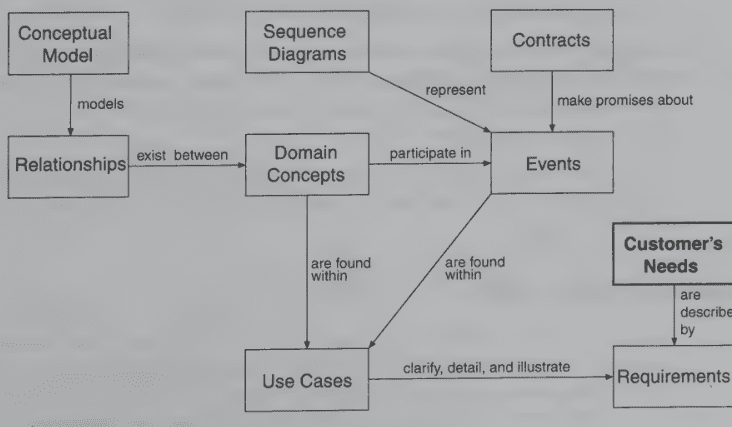 Conceptual
Model
Sequence
Diagrams
Contracts
models
represent
make promises about
Relationships
exist between
Domain
Concepts
participate in
Events
are found
within
are found
within
Customer's
Needs
are
describe
by
Use Cases
clarify, detail, and illustrate
Requirements